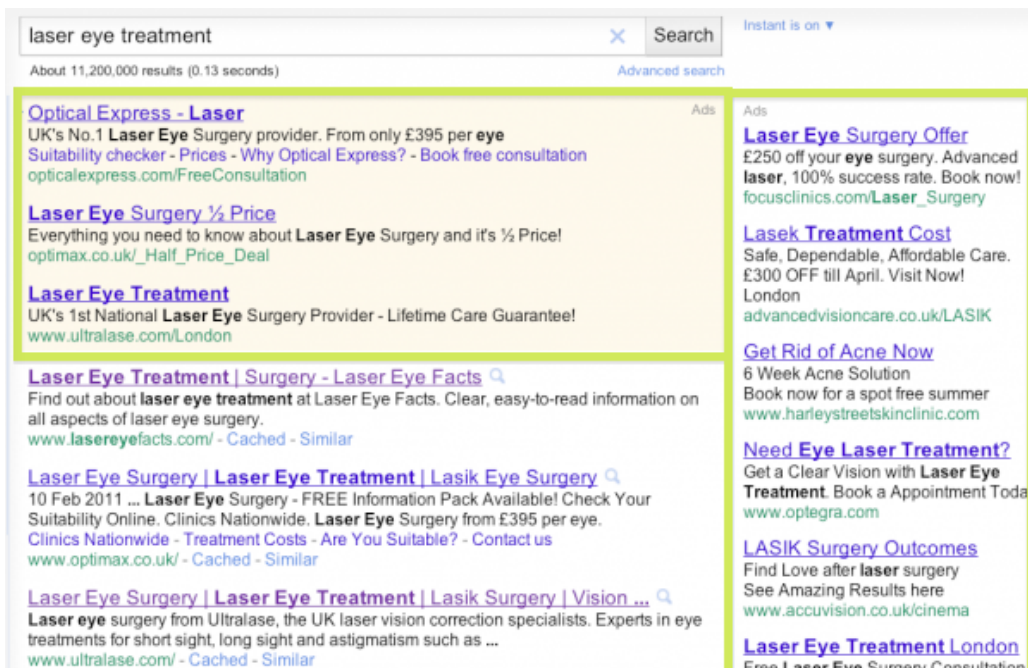 laser eye treatment
Search
Instant is on ▼
About 11,200,000 results (0.13 seconds)
Advanced search
Optical Express - Laser
Ads
UK's No.1 Laser Eye Surgery provider. From only £395 per eye
Suitability checker - Prices - Why Optical Express? - Book free consultation
opticalexpress.com/FreeConsultation
Laser Eye Surgery ½ Price
Everything you need to know about Laser Eye Surgery and it's ½ Price!
optimax.co.uk/_Half_Price_Deal
Laser Eye Treatment
UK's 1st National Laser Eye Surgery Provider - Lifetime Care Guarantee!
www.ultralase.com/London
Laser Eye Treatment | Surgery - Laser Eye Facts
Find out about laser eye treatment at Laser Eye Facts. Clear, easy-to-read information on
all aspects of laser eye surgery.
www.lasereyefacts.com/ - Cached - Similar
Laser Eye Surgery | Laser Eye Treatment | Lasik Eye Surgery
10 Feb 2011 ... Laser Eye Surgery - FREE Information Pack Available! Check Your
Suitability Online. Clinics Nationwide. Laser Eye Surgery from £395 per eye.
Clinics Nationwide - Treatment Costs - Are You Suitable? - Contact us
www.optimax.co.uk/ - Cached - Similar
Laser Eye Surgery | Laser Eye Treatment | Lasik Surgery | Vision ...
Laser eye surgery from Ultralase, the UK laser vision correction specialists. Experts in eye
treatments for short sight, long sight and astigmatism such as ...
www.ultralase.com/ - Cached - Similar
Ads
Laser Eye Surgery Offer
£250 off your eye surgery. Advanced
laser, 100% success rate. Book now!
focusclinics.com/Laser_Surgery
Lasek Treatment Cost
Safe, Dependable, Affordable Care.
£300 OFF till April. Visit Now!
London
advancedvisioncare.co.uk/LASIK
Get Rid of Acne Now
6 Week Acne Solution
Book now for a spot free summer
www.harleystreetskinclinic.com
Need Eye Laser Treatment?
Get a Clear Vision with Laser Eye
Treatment. Book a Appointment Toda
www.optegra.com
LASIK Surgery Outcomes
Find Love after laser surgery
See Amazing Results here
www.accuvision.co.uk/cinema
Laser Eye Treatment London
Free Laser Eye Surgery Consultation